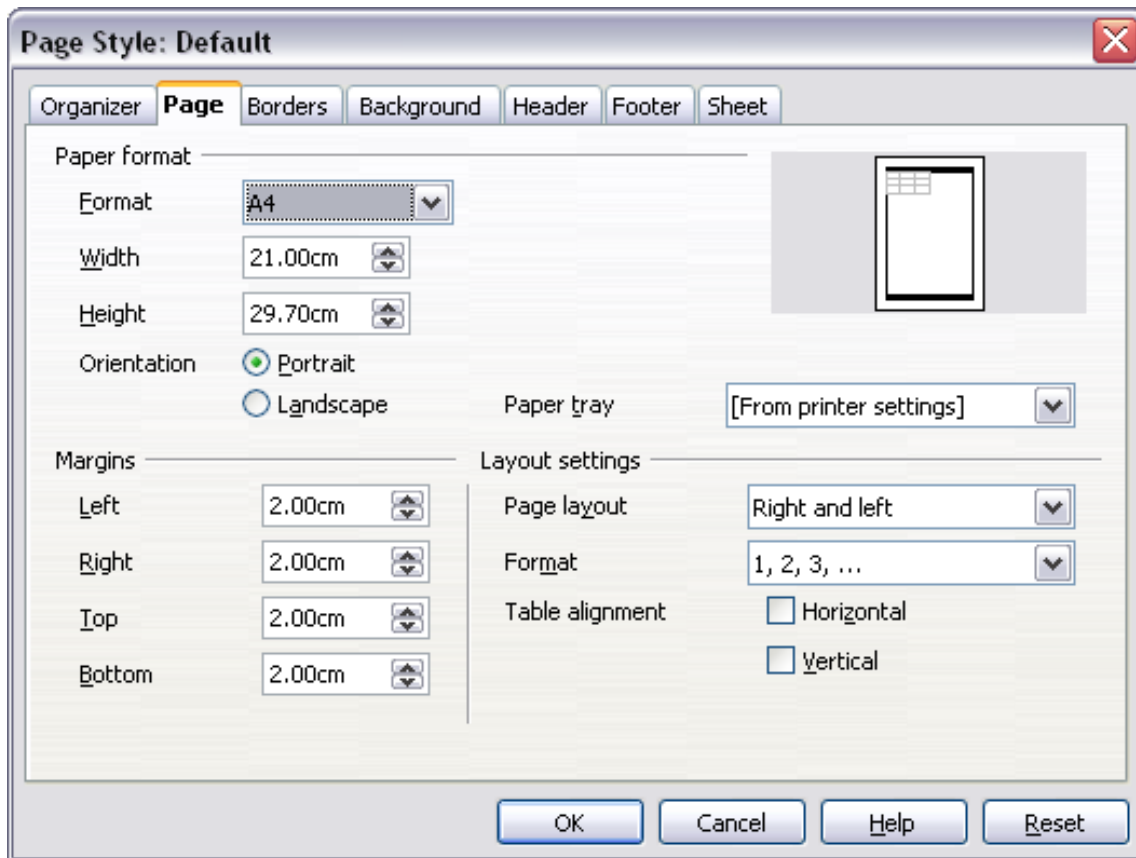 Page Style: Default
Organizer Page Borders Background Header Footer Sheet
Paper format
Format A4
Width 21.00cm
Height 29.70cm
Orientation Portrait
Landscape Paper tray [From printer settings]
Margins Layout settings
Left 2.00cm Page layout Right and left
Right 2.00cm Format 1, 2, 3, ...
Top 2.00cm Table alignment Horizontal
Bottom 2.00cm Vertical
OK Cancel Help Reset